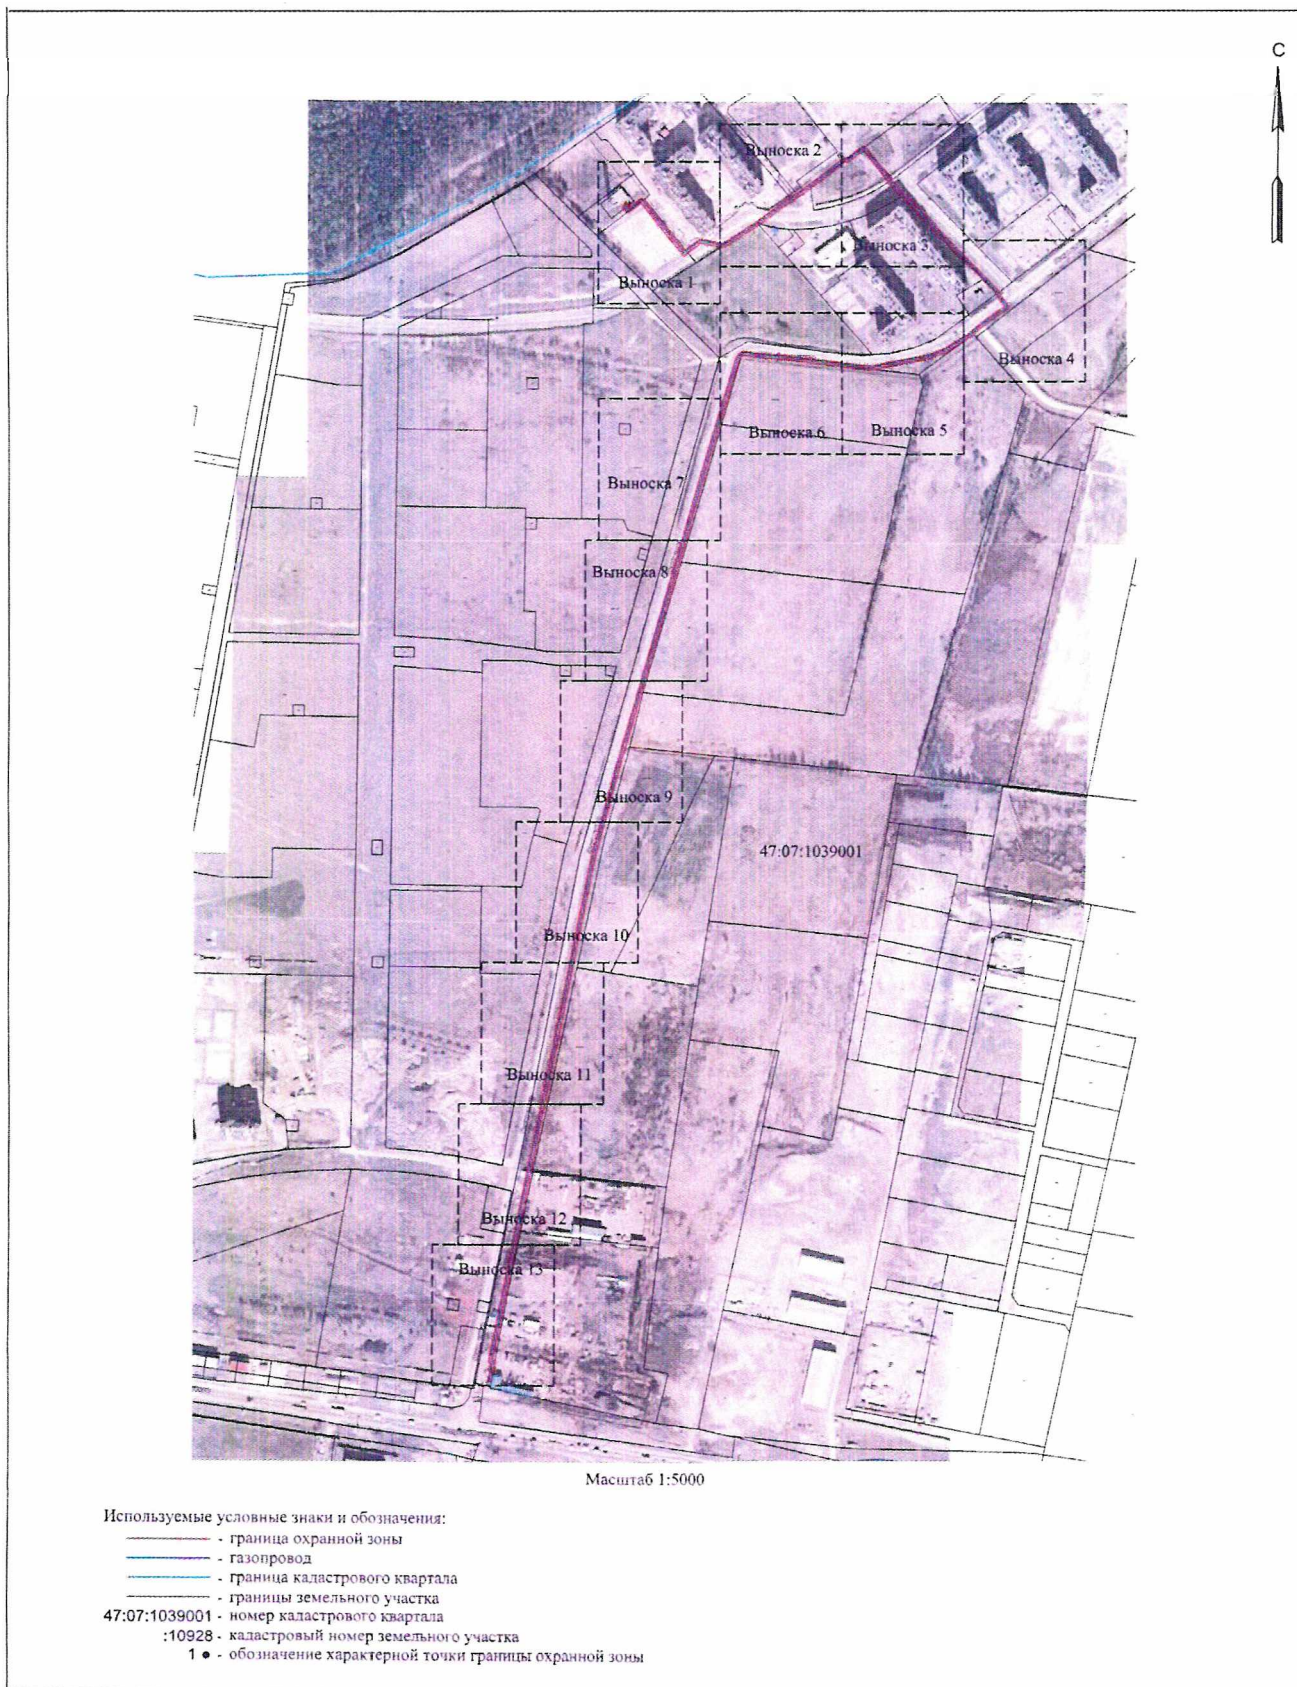 С
Выноска 2
Выноска 3
Выноска 1
Выноска 4
Выноска 6
Выноска 5
Выноска 7
Выноска 8
Выноска 9
47:07:1039001
Выноска 10
Выноска 11
Выноска 12
Выноска 13
Масштаб 1:5000
Используемые условные знаки и обозначения:
- граница охранной зоны
- газопровод
- граница кадастрового квартала
- границы земельного участка
47:07:1039001 - номер кадастрового квартала
:10928 - кадастровый номер земельного участка
1 • - обозначение характерной точки границы охранной зоны